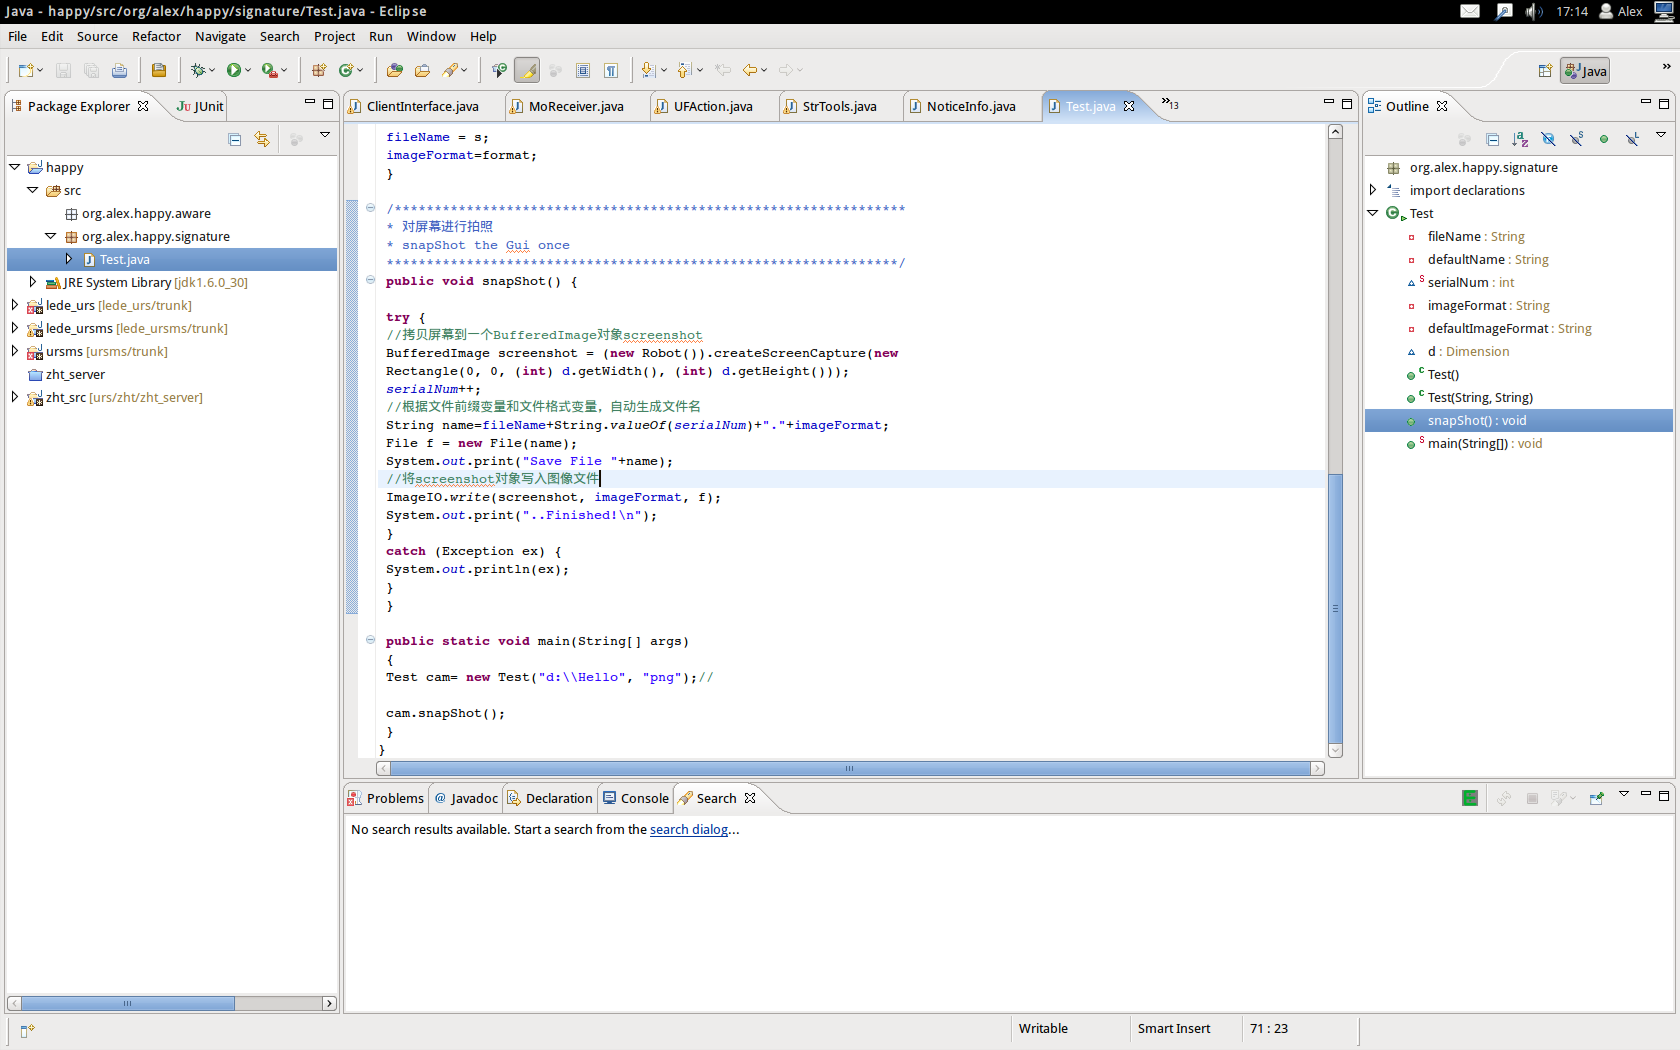 Java - happy/src/org/alex/happy/signature/Test.java - Eclipse
17:14 Alex
File Edit Source Refactor Navigate Search Project Run Window Help
Java
Package Explorer JUnit
ClientInterface.java MoReceiver.java UFAction.java StrTools.java NoticeInfo.java Test.java »13
Outline
happy
src
org.alex.happy.aware
org.alex.happy.signature
Test.java
JRE System Library [jdk1.6.0_30]
lede_urs [lede_urs/trunk]
lede_ursms [lede_ursms/trunk]
ursms [ursms/trunk]
zht_server
zht_src [urs/zht/zht_server]
fileName = s;
imageFormat=format;
}
/****************************************************************
* 对屏幕进行拍照
* snapShot the Gui once
****************************************************************/
public void snapShot() {
try {
//拷贝屏幕到一个BufferedImage对象screenshot
BufferedImage screenshot = (new Robot()).createScreenCapture(new
Rectangle(0, 0, (int) d.getWidth(), (int) d.getHeight()));
serialNum++;
//根据文件前缀变量和文件格式变量，自动生成文件名
String name=fileName+String.valueOf(serialNum)+"."+imageFormat;
File f = new File(name);
System.out.print("Save File "+name);
//将screenshot对象写入图像文件
ImageIO.write(screenshot, imageFormat, f);
System.out.print("..Finished!\n");
}
catch (Exception ex) {
System.out.println(ex);
}
}
public static void main(String[] args)
{
Test cam= new Test("d:\\Hello", "png");//
cam.snapShot();
}
}
org.alex.happy.signature
import declarations
Test
fileName : String
defaultName : String
serialNum : int
imageFormat : String
defaultImageFormat : String
d : Dimension
Test()
Test(String, String)
snapShot() : void
main(String[]) : void
Problems Javadoc Declaration Console Search
No search results available. Start a search from the search dialog...
Writable Smart Insert 71 : 23